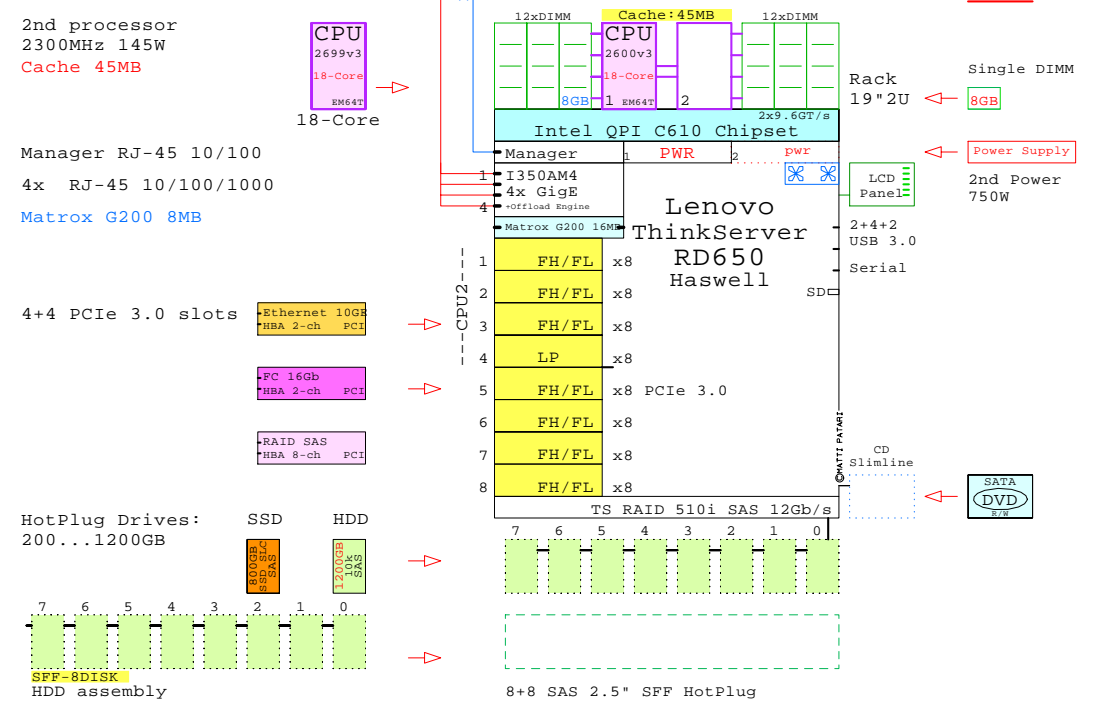 2nd processor
2300MHz 145W
Cache 45MB
CPU
2699v3
18-Core
EM64T
18-Core
12xDIMM
Cache:45MB
12xDIMM
CPU
2600v3
18-Core
8GB
1 EM64T
2
Rack
19"2U
Single DIMM
8GB
2x9.6GT/s
Intel QPI C610 Chipset
Manager
1 PWR
2 pwr
Power Supply
2nd Power
750W
LCD
Panel
Manager RJ-45 10/100
4x RJ-45 10/100/1000
Matrox G200 8MB
1 I350AM4
4x GigE
4 +Offload Engine
Matrox G200 16MB
Lenovo
ThinkServer
RD650
Haswell
2+4+2
USB 3.0
Serial
SD
---CPU2----
1 FH/FL x8
2 FH/FL x8
3 FH/FL x8
4 LP x8
5 FH/FL x8 PCIe 3.0
6 FH/FL x8
7 FH/FL x8
8 FH/FL x8
4+4 PCIe 3.0 slots
Ethernet 10GB
HBA 2-ch PCI
FC 16Gb
HBA 2-ch PCI
RAID SAS
HBA 8-ch PCI
©MATTI PATARI
CD
Slimline
SATA
DVD
R/W
TS RAID 510i SAS 12Gb/s
7 6 5 4 3 2 1 0
HotPlug Drives:
200...1200GB
SSD
HDD
800GB
SSD SLC
SAS
1200GB
10k
SAS
7 6 5 4 3 2 1 0
SFF-8DISK
HDD assembly
8+8 SAS 2.5" SFF HotPlug